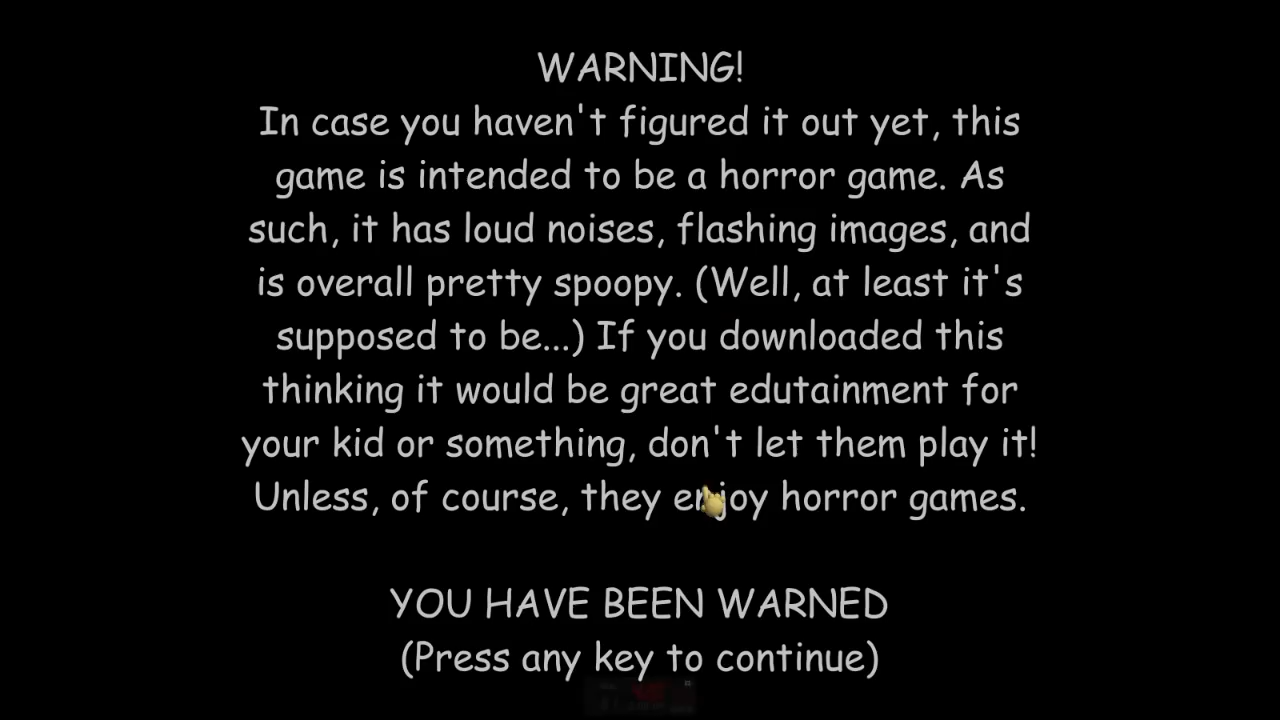 WARNING!
In case you haven't figured it out yet, this
game is intended to be a horror game. As
such, it has loud noises, flashing images, and
is overall pretty spoopy. (Well, at least it's
supposed to be...) If you downloaded this
thinking it would be great edutainment for
your kid or something, don't let them play it!
Unless, of course, they enjoy horror games.
YOU HAVE BEEN WARNED
(Press any key to continue)